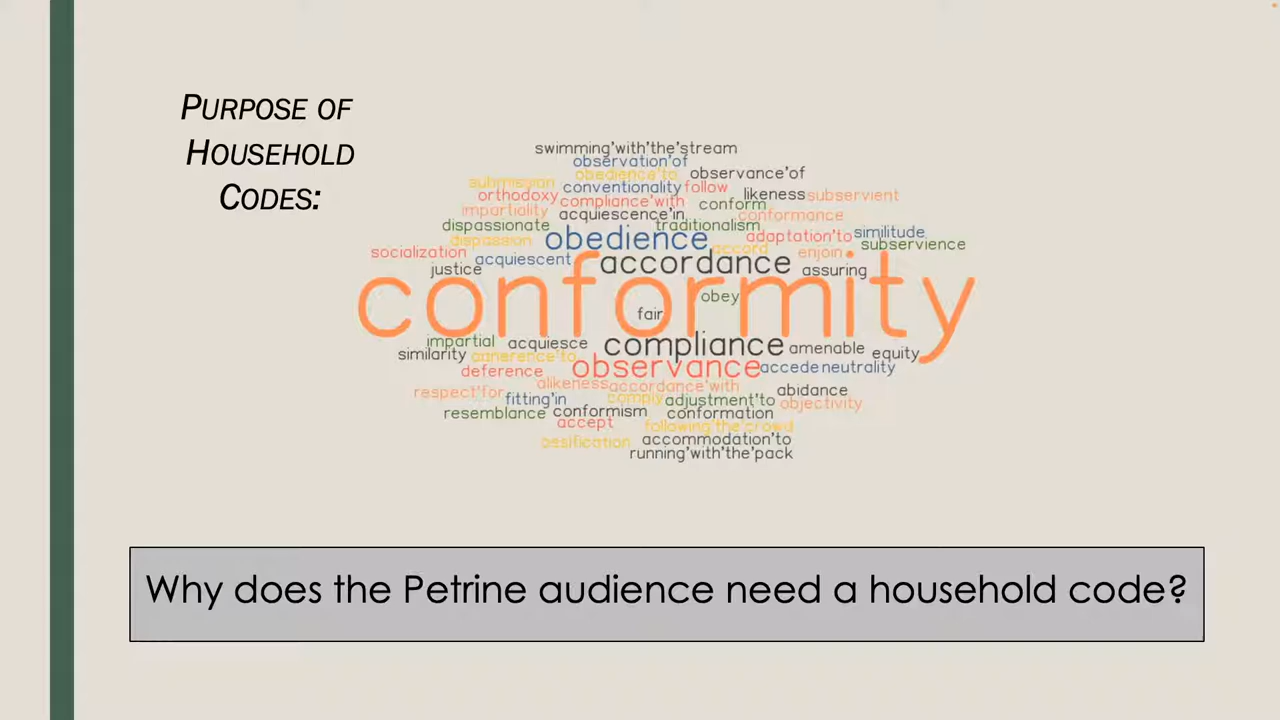 PURPOSE OF
HOUSEHOLD
CODES:
swimming'with'the'stream
observation'of
obedience'to observance'of
submission conventionality follow
orthodoxy compliance'with likeness subservient
impartiality acquiescence'in conform conformance
dispassionate traditionalism adaptation'to similitude
dispassion obedience accord subservience
socialization acquiescent accordance enjoin
justice assuring
conformity
obey
fair
impartial acquiesce compliance amenable equity
similarity adherence'to observance accede neutrality
deference alikeness accordance'with abidance
respect'for fitting'in comply adjustment'to objectivity
resemblance conformism conformation
accept following'the'crowd
ossification accommodation'to
running'with'the'pack
Why does the Petrine audience need a household code?